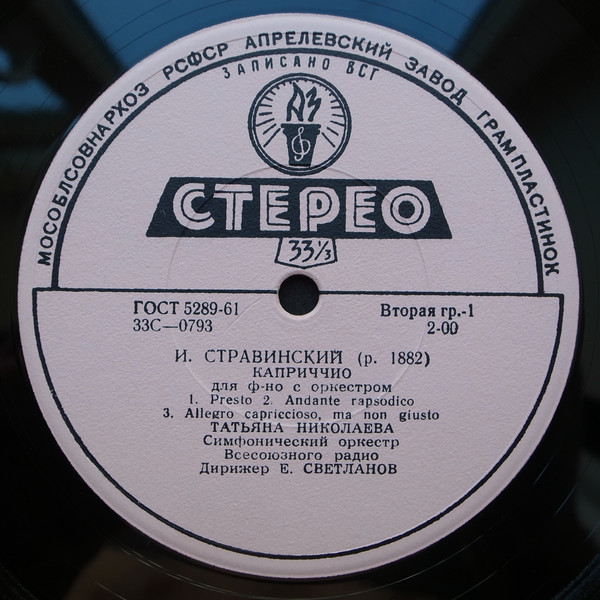 МОСОБЛСОВНАРХОЗ РСФСР АПРЕЛЕВСКИЙ ЗАВОД ГРАМПЛАСТИНОК
ЗАПИСАНО ВСГ
АЗ
СТЕРЕО
33⅓
ГОСТ 5289-61
33С—0793
Вторая гр.-1
2-00
И. СТРАВИНСКИЙ (р. 1882)
КАПРИЧЧИО
для ф-но с оркестром
1. Presto 2. Andante rapsodico
3. Allegro capriccioso, ma non giusto
ТАТЬЯНА НИКОЛАЕВА
Симфонический оркестр
Всесоюзного радио
Дирижер Е. СВЕТЛАНОВ